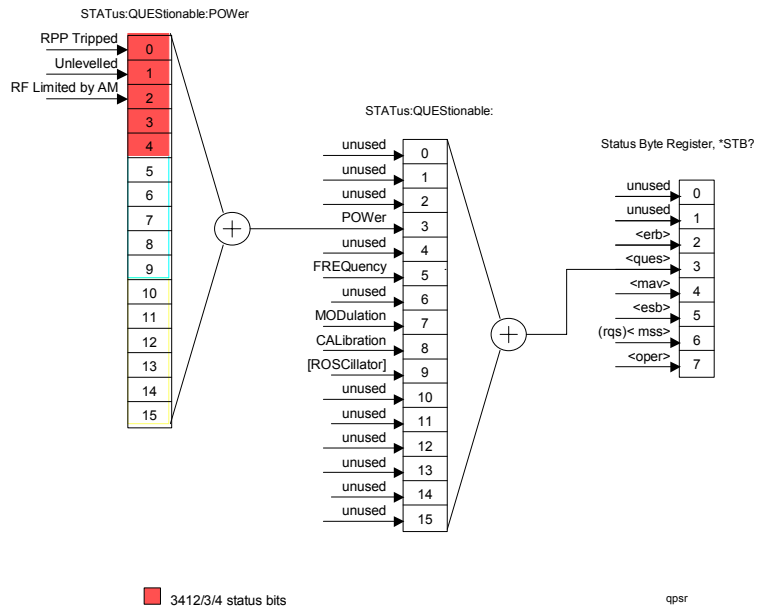 STATus:QUEStionable:POWer
RPP Tripped
Unlevelled
RF Limited by AM
0
1
2
3
4
5
6
7
8
9
10
11
12
13
14
15
STATus:QUEStionable:
unused 0
unused 1
unused 2
POWer 3
unused 4
FREQuency 5
unused 6
MODulation 7
CALibration 8
[ROSCillator] 9
unused 10
unused 11
unused 12
unused 13
unused 14
unused 15
Status Byte Register, *STB?
unused 0
unused 1
<erb> 2
<ques> 3
<mav> 4
<esb> 5
(rqs)< mss> 6
<oper> 7
3412/3/4 status bits
qpsr